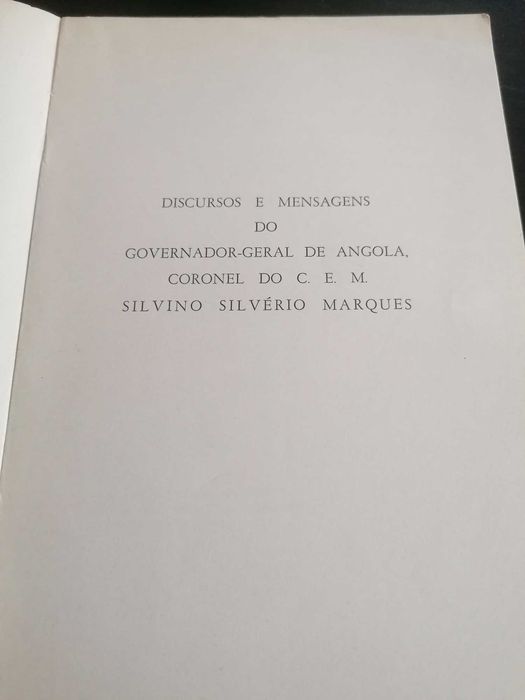 DISCURSOS E MENSAGENS
DO
GOVERNADOR-GERAL DE ANGOLA,
CORONEL DO C. E. M.
SILVINO SILVÉRIO MARQUES